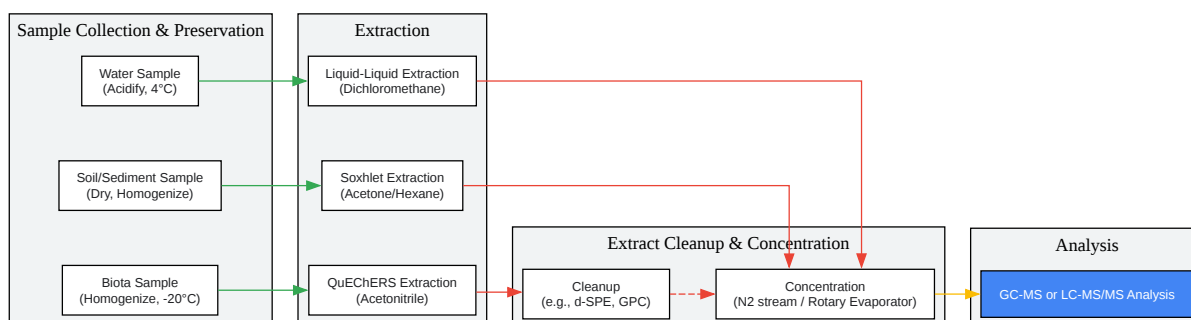 Sample Collection & Preservation
Water Sample
(Acidify, 4°C)
Soil/Sediment Sample
(Dry, Homogenize)
Biota Sample
(Homogenize, -20°C)
Extraction
Liquid-Liquid Extraction
(Dichloromethane)
Soxhlet Extraction
(Acetone/Hexane)
QuEChERS Extraction
(Acetonitrile)
Extract Cleanup & Concentration
Cleanup
(e.g., d-SPE, GPC)
Concentration
(N2 stream / Rotary Evaporator)
Analysis
GC-MS or LC-MS/MS Analysis